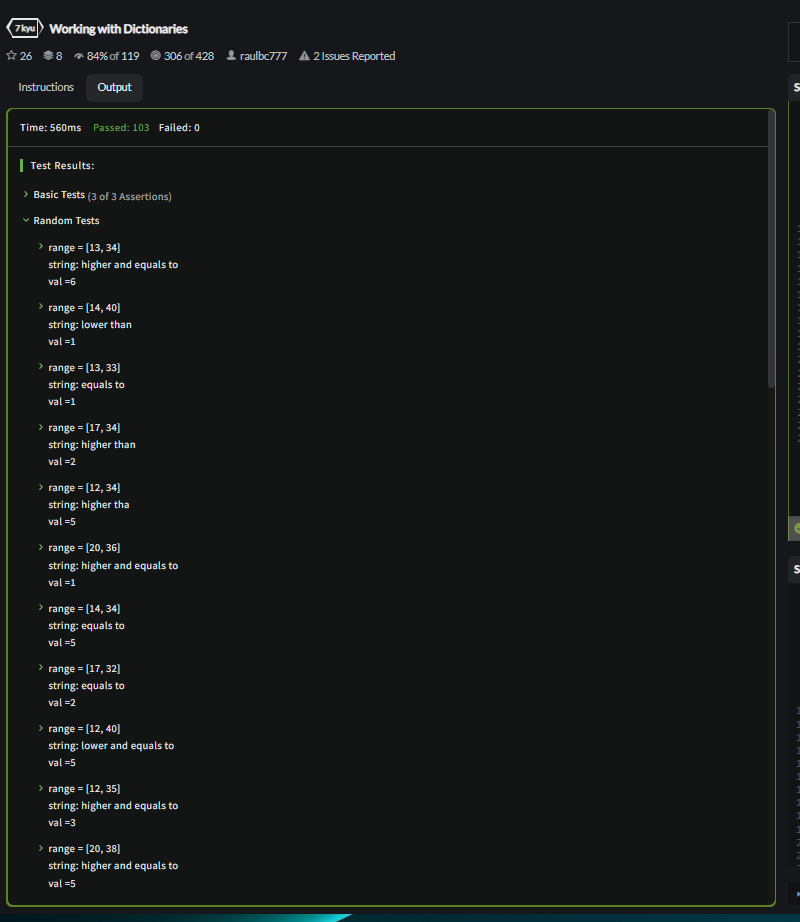 7 kyu Working with Dictionaries
26 8 84% of 119 306 of 428 raulbc777 2 Issues Reported
Instructions Output
Time: 560ms Passed: 103 Failed: 0
Test Results:
Basic Tests (3 of 3 Assertions)
Random Tests
range = [13, 34]
string: higher and equals to
val =6
range = [14, 40]
string: lower than
val =1
range = [13, 33]
string: equals to
val =1
range = [17, 34]
string: higher than
val =2
range = [12, 34]
string: higher tha
val =5
range = [20, 36]
string: higher and equals to
val =1
range = [14, 34]
string: equals to
val =5
range = [17, 32]
string: equals to
val =2
range = [12, 40]
string: lower and equals to
val =5
range = [12, 35]
string: higher and equals to
val =3
range = [20, 38]
string: higher and equals to
val =5